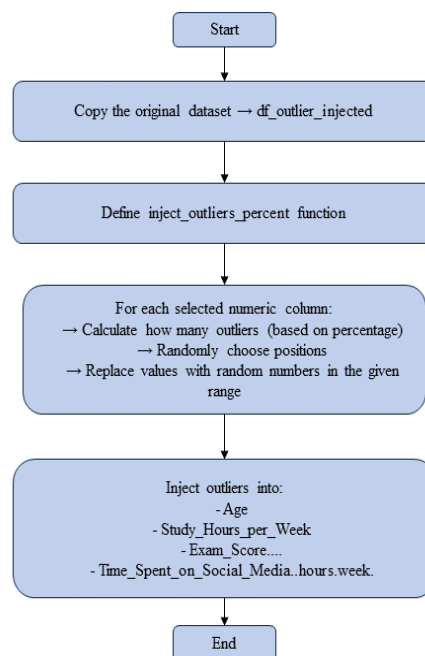 Start
Copy the original dataset → df_outlier_injected
Define inject_outliers_percent function
For each selected numeric column:
→ Calculate how many outliers (based on percentage)
→ Randomly choose positions
→ Replace values with random numbers in the given
range
Inject outliers into:
- Age
- Study_Hours_per_Week
- Exam_Score....
- Time_Spent_on_Social_Media..hours.week.
End